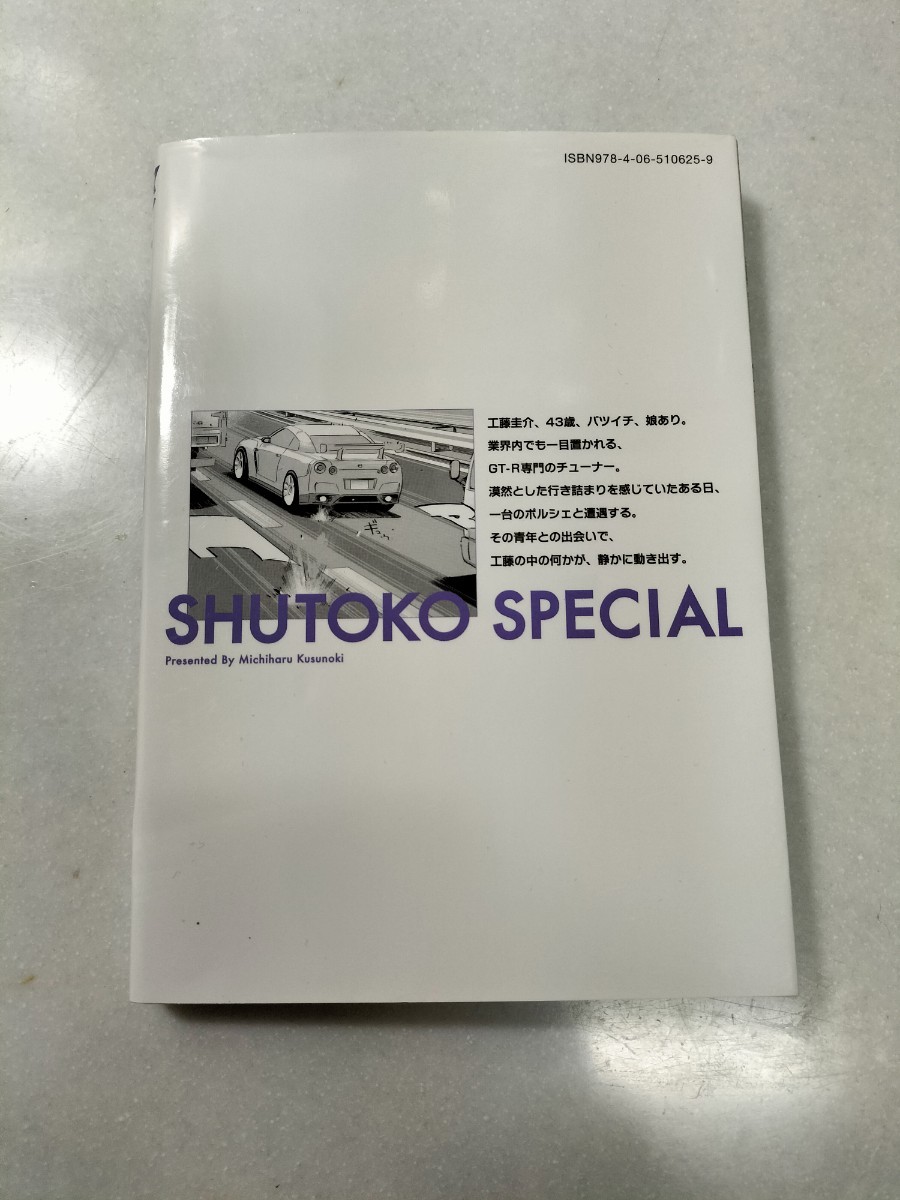 ISBN978-4-06-510625-9
工藤圭介、43歳、バツイチ、娘あり。
業界内でも一目置かれる、
GT-R専門のチューナー。
漠然とした行き詰まりを感じていたある日、
一台のポルシェと遭遇する。
その青年との出会いで、
工藤の中の何かが、静かに動き出す。
SHUTOKO SPECIAL
Presented By Michiharu Kusunoki